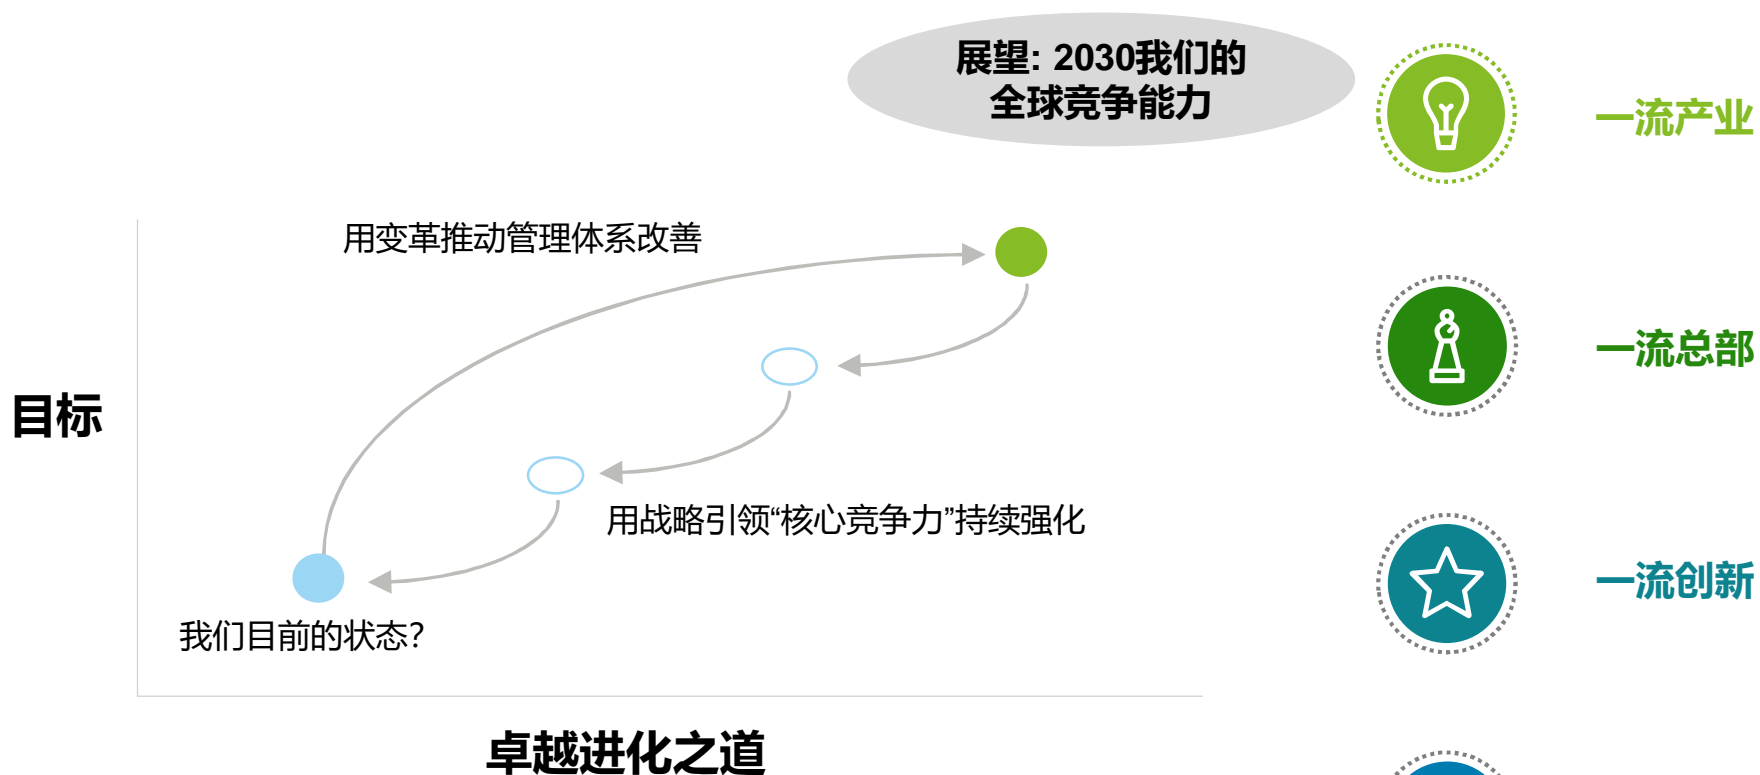 展望: 2030我们的
全球竞争能力
一流产业
用变革推动管理体系改善
一流总部
目标
用战略引领“核心竞争力”持续强化
一流创新
我们目前的状态?
卓越进化之道